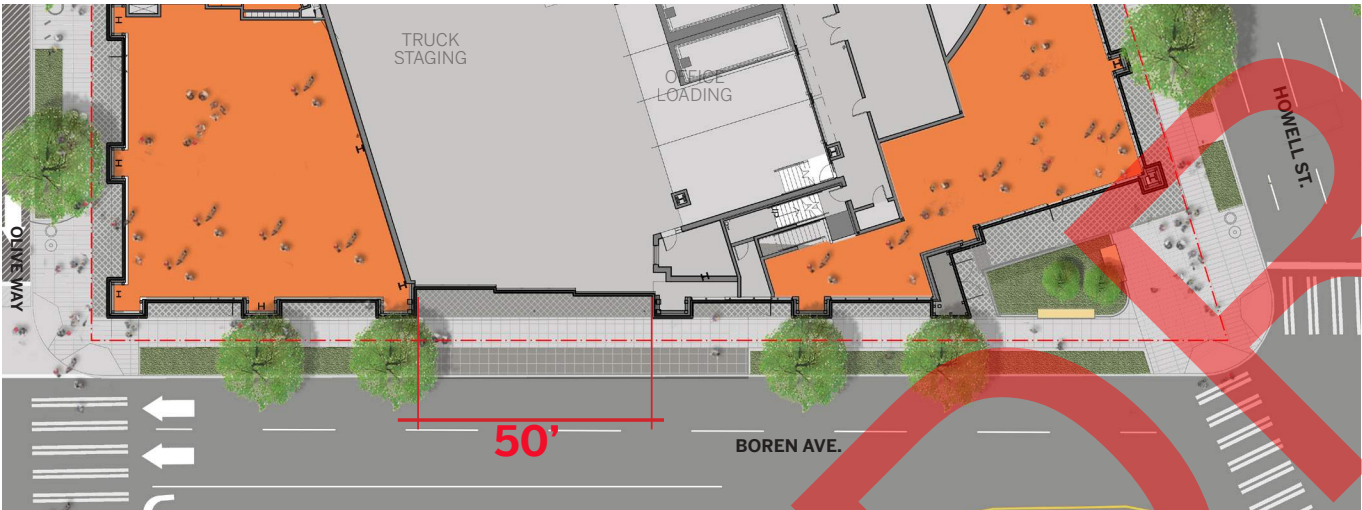 TRUCK
STAGING
OFFICE
LOADING
HOWELL ST.
OLIVE WAY
50’
BOREN AVE.